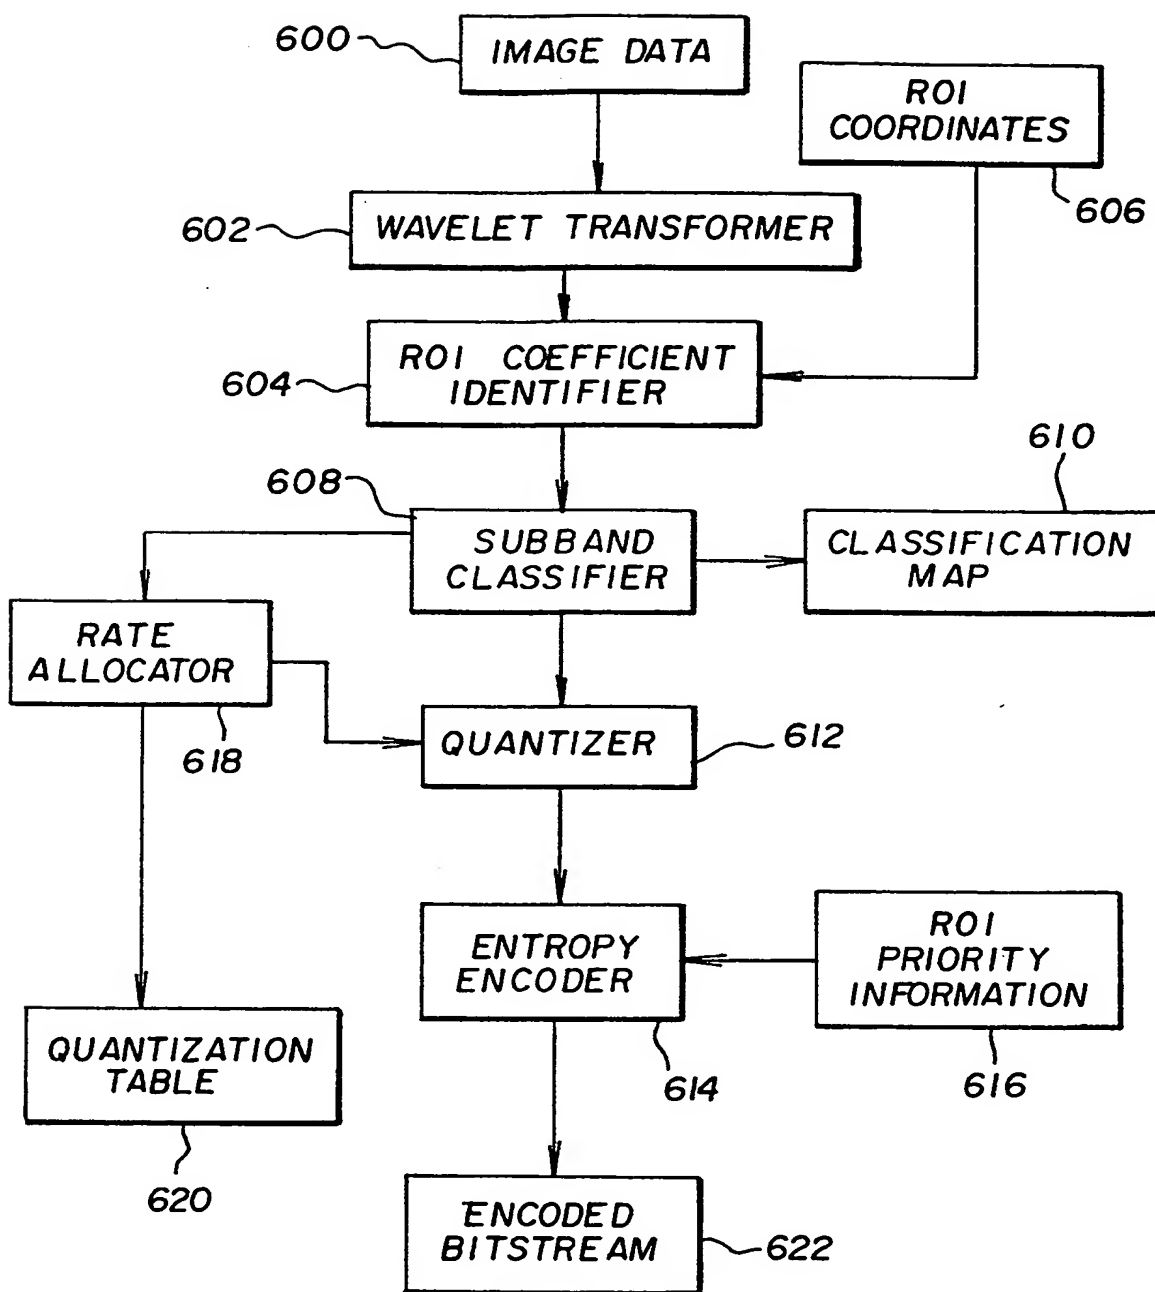 600
IMAGE DATA
ROI
COORDINATES
606
602
WAVELET TRANSFORMER
604
ROI COEFFICIENT
IDENTIFIER
608
610
SUBBAND
CLASSIFIER
CLASSIFICATION
MAP
RATE
ALLOCATOR
618
QUANTIZER
612
ENTROPY
ENCODER
614
ROI
PRIORITY
INFORMATION
616
QUANTIZATION
TABLE
620
ENCODED
BITSTREAM
622